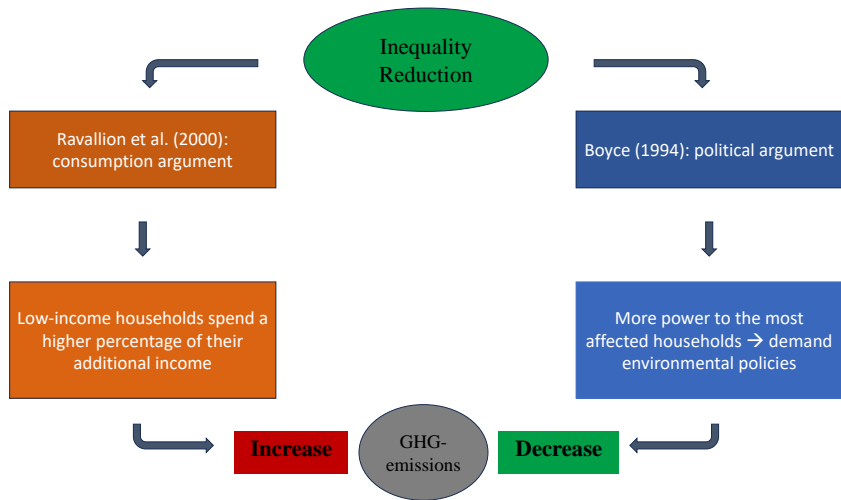 Inequality
Reduction
Ravallion et al. (2000):
consumption argument
Boyce (1994): political argument
Low-income households spend a
higher percentage of their
additional income
More power to the most
affected households → demand
environmental policies
Increase
GHG-
emissions
Decrease